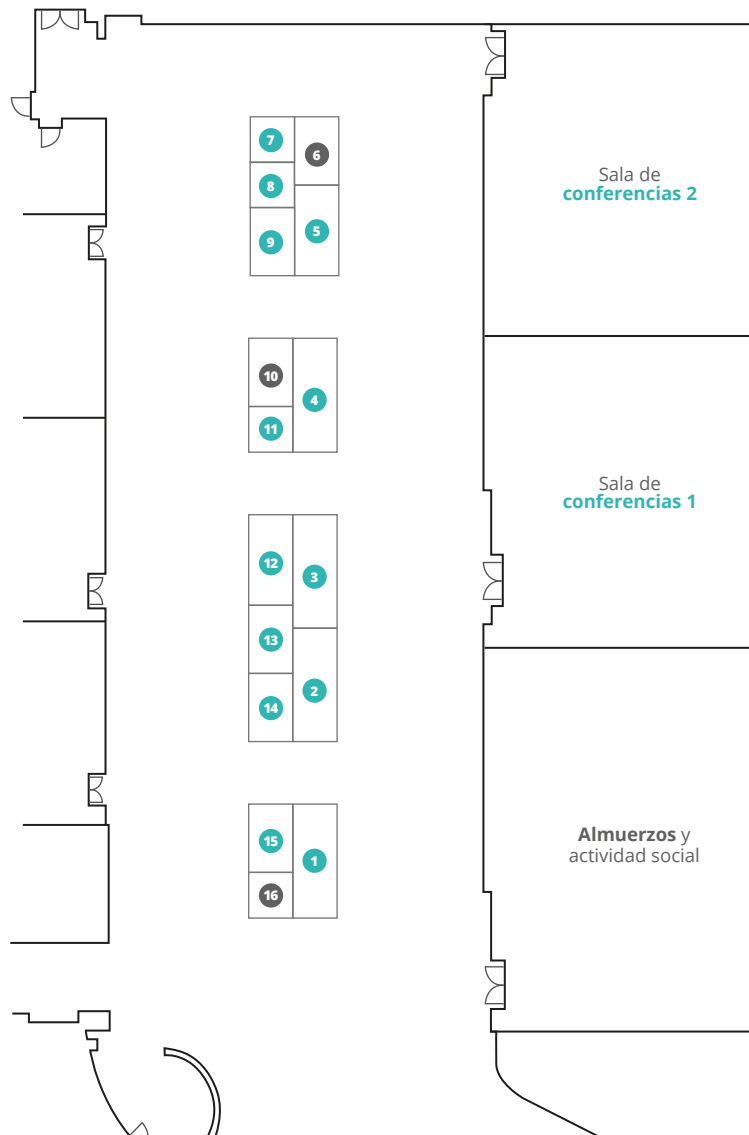 7
6
8
5
9
Sala de
conferencias 2
10
4
11
Sala de
conferencias 1
12
3
13
2
14
15
1
16
Almuerzos y
actividad social